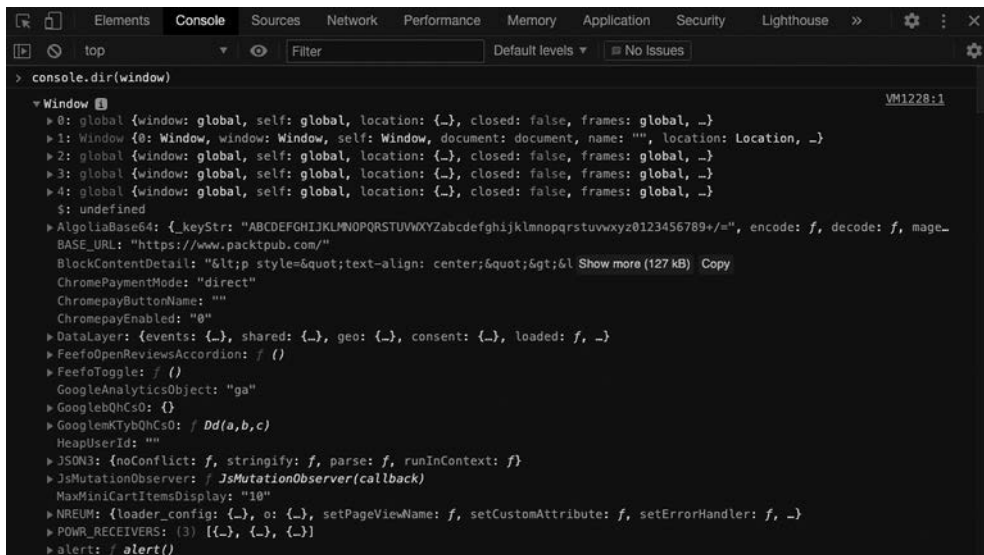 Elements Console Sources Network Performance Memory Application Security Lighthouse »
top Filter Default levels No Issues
> console.dir(window)
Window VM1228:1
0: global {window: global, self: global, location: {…}, closed: false, frames: global, …}
1: Window {0: Window, window: Window, self: Window, document: document, name: "", location: Location, …}
2: global {window: global, self: global, location: {…}, closed: false, frames: global, …}
3: global {window: global, self: global, location: {…}, closed: false, frames: global, …}
4: global {window: global, self: global, location: {…}, closed: false, frames: global, …}
$: undefined
AlgoliaBase64: {_keyStr: "ABCDEFGHIJKLMNOPQRSTUVWXYZabcdefghijklmnopqrstuvwxyz0123456789+/=", encode: ƒ, decode: ƒ, mage…
BASE_URL: "https://www.packtpub.com/"
BlockContentDetail: "&lt;p style=&quot;text-align: center;&quot;&gt;&l Show more (127 kB) Copy
ChromePaymentMode: "direct"
ChromepayButtonName: ""
ChromepayEnabled: "0"
DataLayer: {events: {…}, shared: {…}, geo: {…}, consent: {…}, loaded: ƒ, …}
FeefoOpenReviewsAccordion: ƒ ()
FeefoToggle: ƒ ()
GoogleAnalyticsObject: "ga"
GooglebQhCsO: {}
GooglemKTybQhCsO: ƒ Dd(a,b,c)
HeapUserId: ""
JSON3: {noConflict: ƒ, stringify: ƒ, parse: ƒ, runInContext: ƒ}
JsMutationObserver: ƒ JsMutationObserver(callback)
MaxMiniCartItemsDisplay: "10"
NREUM: {loader_config: {…}, o: {…}, setPageViewName: ƒ, setCustomAttribute: ƒ, setErrorHandler: ƒ, …}
POWR_RECEIVERS: (3) [{…}, {…}, {…}]
alert: ƒ alert()